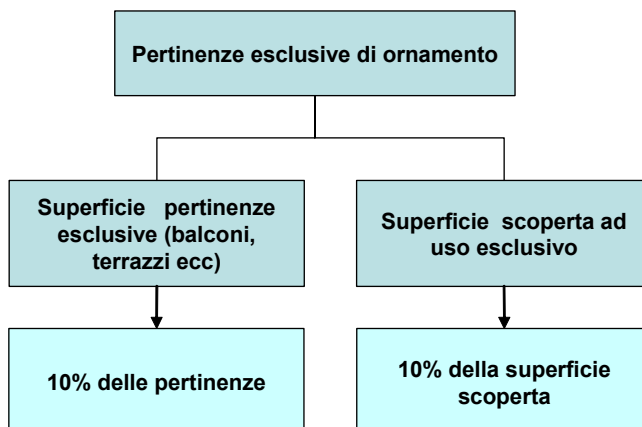 Pertinenze esclusive di ornamento
Superficie pertinenze
esclusive (balconi,
terrazzi ecc)
Superficie scoperta ad
uso esclusivo
10% delle pertinenze
10% della superficie
scoperta